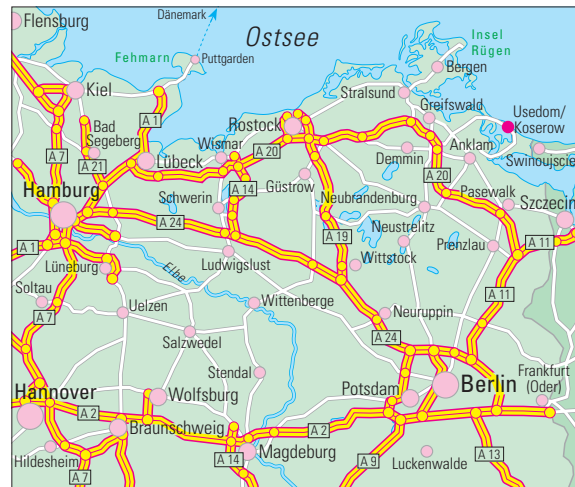 Flensburg
Dänemark
Ostsee
Insel
Rügen
Fehmarn
Puttgarden
Bergen
Kiel
Stralsund
A 1
Greifswald
Usedom/
Koserow
Rostock
Bad
Segeberg
Wismar
A 7
A 20
Lübeck
A 21
Demmin
Anklam
Swinoujscie
A 14
Güstrow
A 20
Hamburg
Schwerin
Neubrandenburg
Pasewalk
Szczecin
A 24
A 19
Neustrelitz
A 1
A 11
Prenzlau
Lüneburg
Elbe
Ludwigslust
Wittstock
Soltau
A 11
Uelzen
Wittenberge
Neuruppin
A 7
A 24
Salzwedel
Stendal
Frankfurt
(Oder)
Hannover
Wolfsburg
Potsdam
Berlin
A 2
Braunschweig
A 2
Hildesheim
A 14
Magdeburg
Luckenwalde
A 7
A 9
A 13